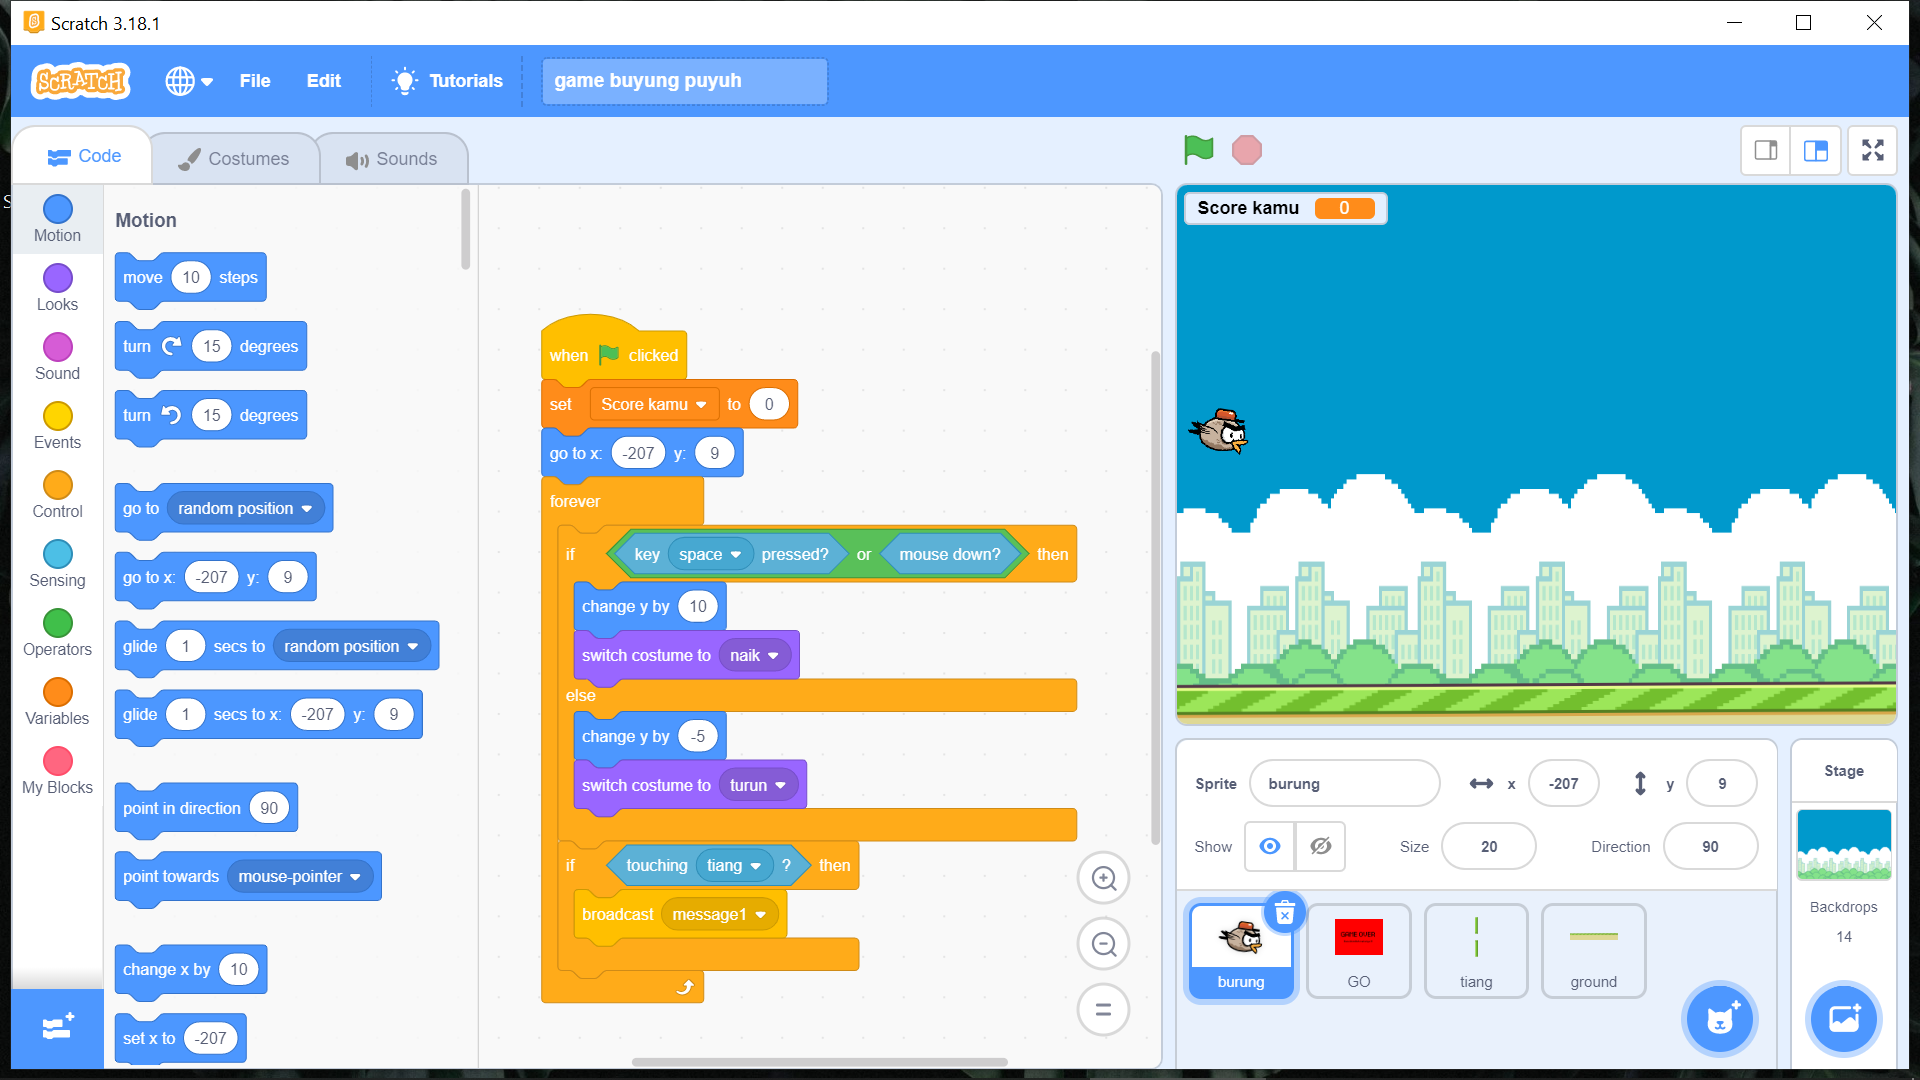 Scratch 3.18.1
SCRATCH
File
Edit
Tutorials
game buyung puyuh
Code
Costumes
Sounds
Motion
Looks
Sound
Events
Control
Sensing
Operators
Variables
My Blocks
Motion
move 10 steps
turn 15 degrees
turn 15 degrees
go to random position
go to x: -207 y: 9
glide 1 secs to random position
glide 1 secs to x: -207 y: 9
point in direction 90
point towards mouse-pointer
change x by 10
set x to -207
when clicked
set Score kamu to 0
go to x: -207 y: 9
forever
if key space pressed? or mouse down? then
change y by 10
switch costume to naik
else
change y by -5
switch costume to turun
if touching tiang ? then
broadcast message1
Score kamu 0
Sprite burung x -207 y 9
Show Size 20 Direction 90
burung
GAME OVER
GO
tiang
ground
Stage
Backdrops
14